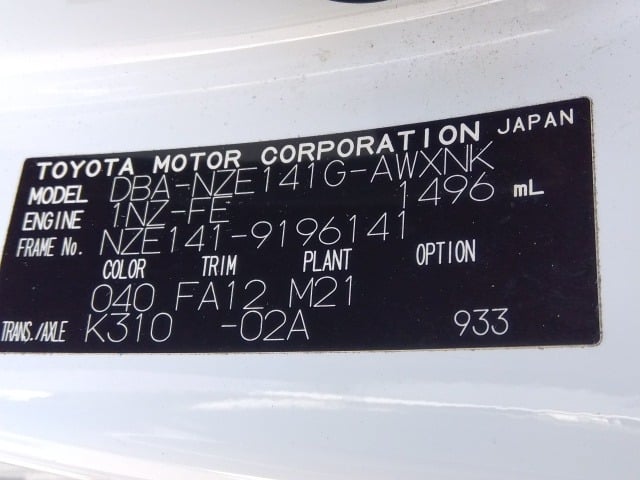 TOYOTA MOTOR CORPORATION JAPAN
MODEL DBA-NZE141G-AWXNK
ENGINE 1NZ-FE 1496 mL
FRAME No. NZE141-9196141
COLOR TRIM PLANT OPTION
040 FA12 M21
TRANS./AXLE K310 -02A 933